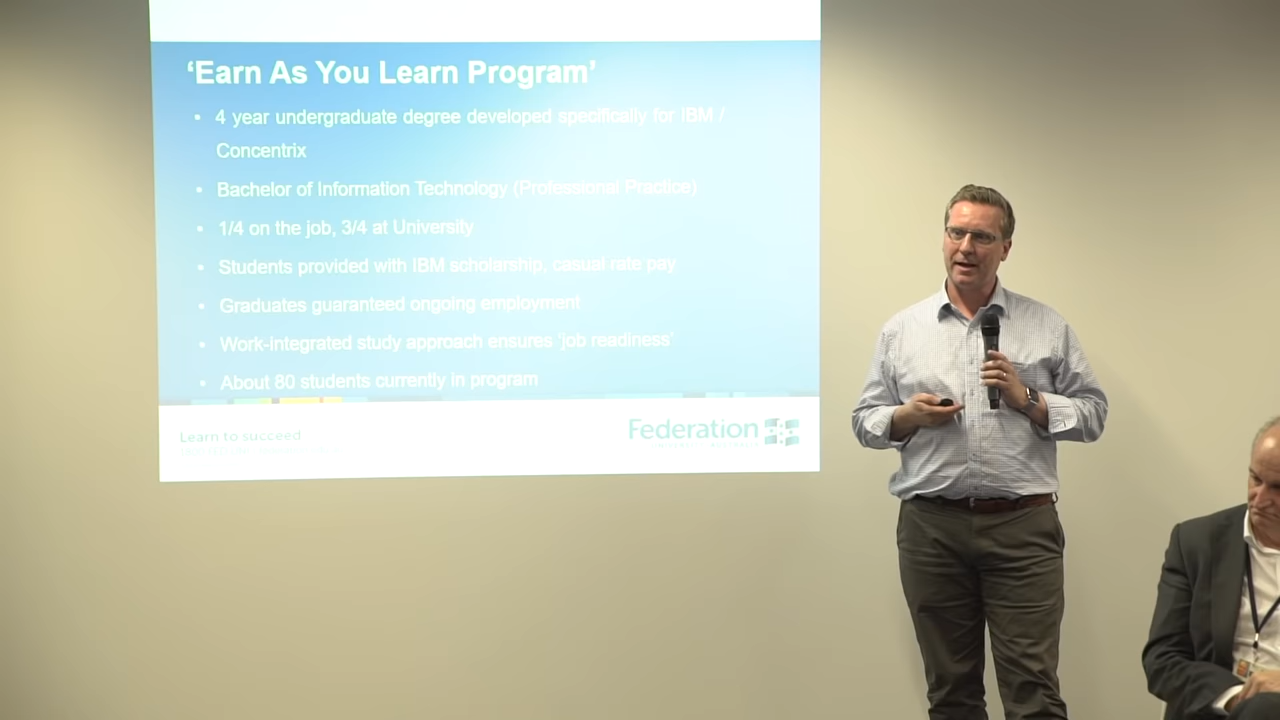 ‘Earn As You Learn Program’
• 4 year undergraduate degree developed specifically for IBM /
Concentrix
• Bachelor of Information Technology (Professional Practice)
• 1/4 on the job, 3/4 at University
• Students provided with IBM scholarship, casual rate pay
• Graduates guaranteed ongoing employment
• Work-integrated study approach ensures ‘job readiness’
• About 80 students currently in program
Learn to succeed
Federation